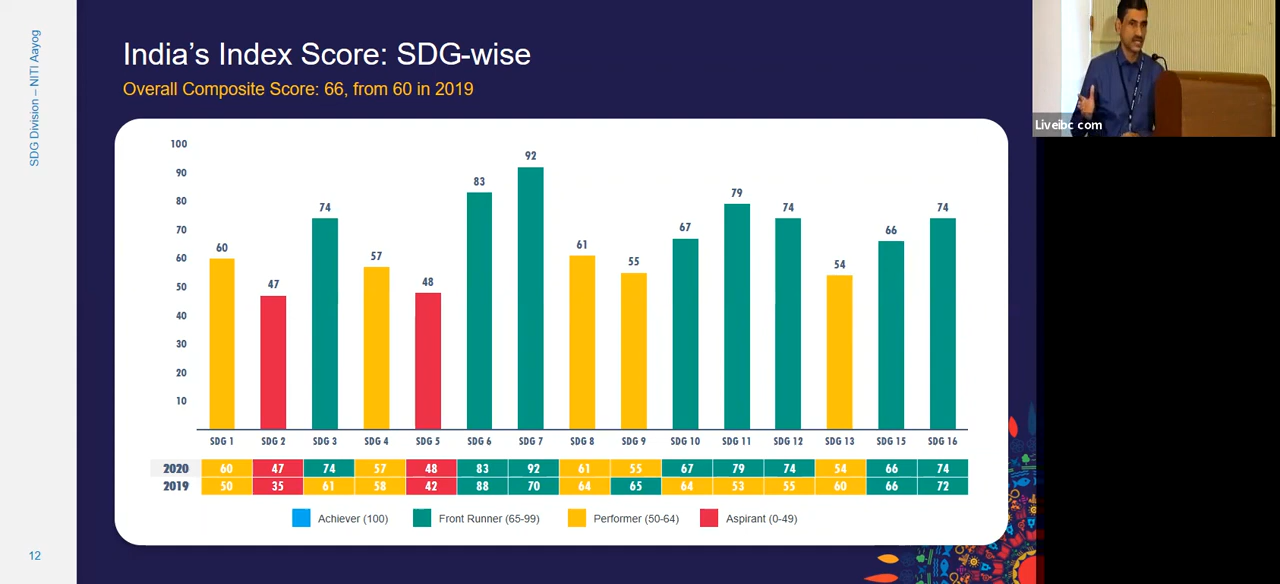 SDG Division – NITI Aayog
India's Index Score: SDG-wise
Overall Composite Score: 66, from 60 in 2019
Liveibc com
100
90
80
70
60
50
40
30
20
10
60 47 74 57 48 83 92 61 55 67 79 74 54 66 74
SDG 1 SDG 2 SDG 3 SDG 4 SDG 5 SDG 6 SDG 7 SDG 8 SDG 9 SDG 10 SDG 11 SDG 12 SDG 13 SDG 15 SDG 16
2020 60 47 74 57 48 83 92 61 55 67 79 74 54 66 74
2019 50 35 61 58 42 88 70 64 65 64 53 55 60 66 72
Achiever (100) Front Runner (65-99) Performer (50-64) Aspirant (0-49)
12